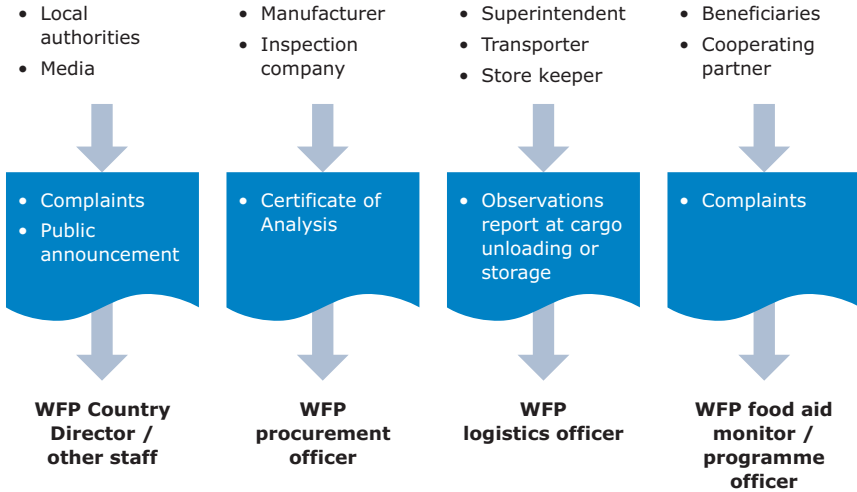 • Local
authorities
• Media
• Manufacturer
• Inspection
company
• Superintendent
• Transporter
• Store keeper
• Beneficiaries
• Cooperating
partner
• Complaints
• Public
announcement
• Certificate of
Analysis
• Observations
report at cargo
unloading or
storage
• Complaints
WFP Country
Director /
other staff
WFP
procurement
officer
WFP
logistics officer
WFP food aid
monitor /
programme
officer